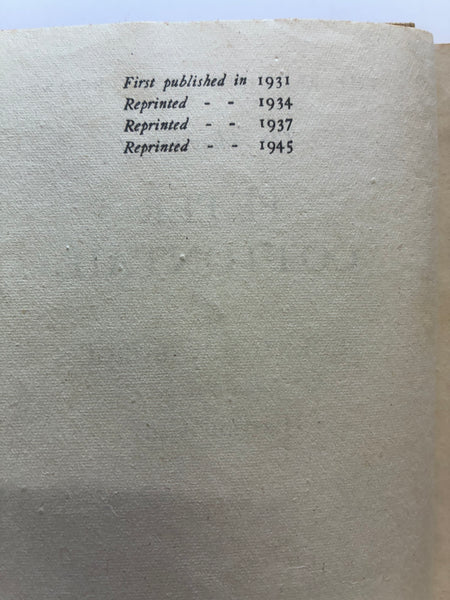 First published in 1931
Reprinted - - 1934
Reprinted - - 1937
Reprinted - - 1945